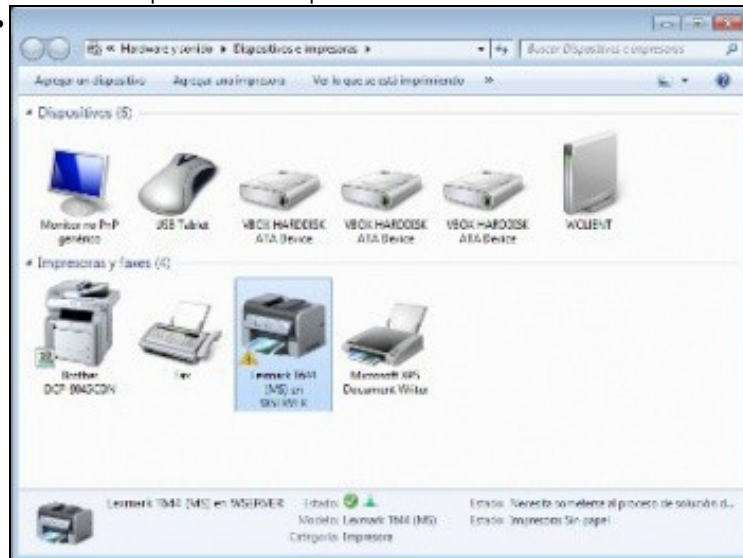 « Hardware y sonido ▸ Dispositivos e impresoras ▸
Buscar Dispositivos e impresoras
Agregar un dispositivo Agregar una impresora Ver lo que se está imprimiendo »
Dispositivos (5)
Monitor no PnP genérico
USB Tablet
VBOX HARDDISK ATA Device
VBOX HARDDISK ATA Device
VBOX HARDDISK ATA Device
WCLIENT
Impresoras y faxes (4)
Brother DCP-9045CDN
Fax
Lexmark T644 (MS) en WSERVER
Microsoft XPS Document Writer
Lexmark T644 (MS) en WSERVER
Estado:
Estado: Necesita someterse al proceso de solución d...
Modelo: Lexmark T644 (MS)
Estado: Impresora: Sin papel
Categoría: Impresora